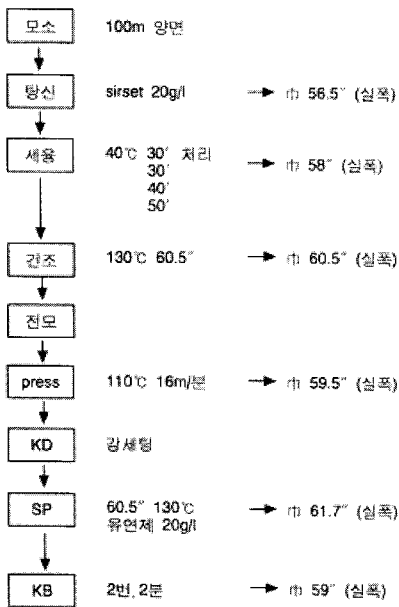 모소 100m 양면
탕신 sirset 20g/l → 巾 56.5″ (실폭)
세융 40℃ 30′ 처리 → 巾 58″ (실폭)
30′
40′
50′
건조 130℃ 60.5″ → 巾 60.5″ (실폭)
전모
press 110℃ 16m/분 → 巾 59.5″ (실폭)
KD 강세팅
SP 60.5″ 130℃ → 巾 61.7″ (실폭)
유연제 20g/l
KB 2번, 2분 → 巾 59″ (실폭)